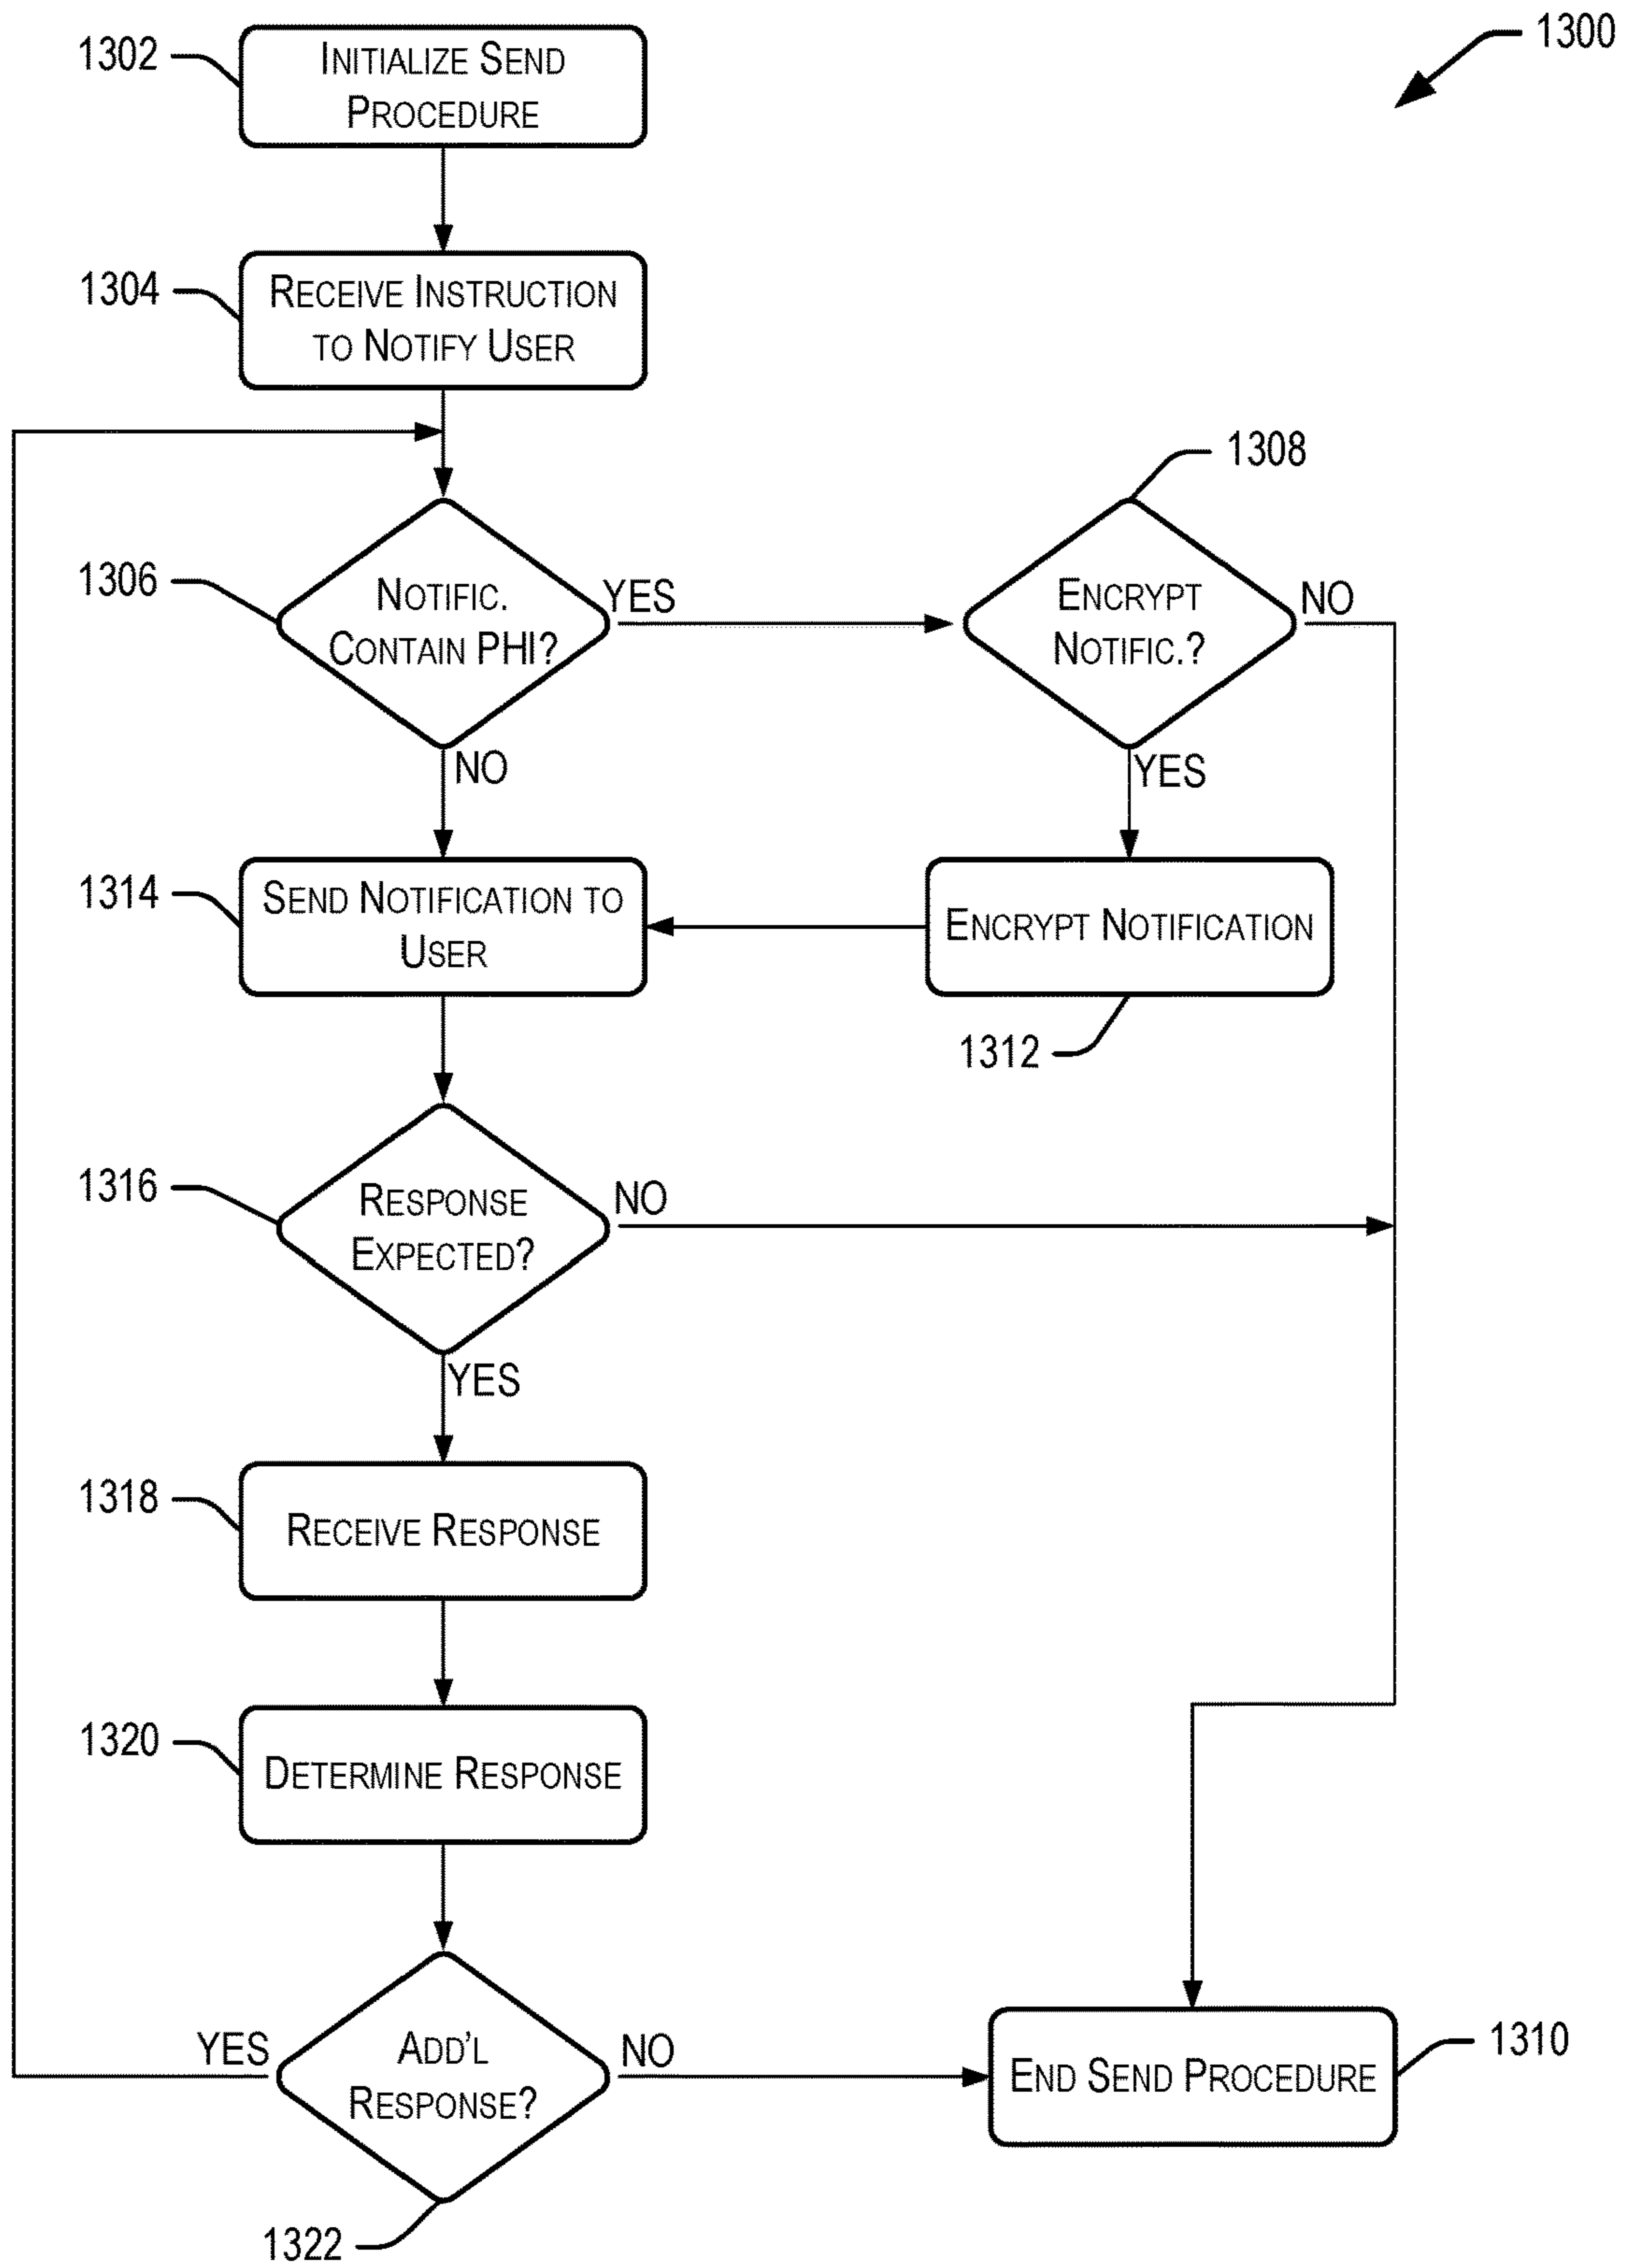 1300
1302
INITIALIZE SEND
PROCEDURE
1304
RECEIVE INSTRUCTION
TO NOTIFY USER
1306
NOTIFIC.
CONTAIN PHI?
YES
NO
1308
ENCRYPT
NOTIFIC.?
NO
YES
1314
SEND NOTIFICATION TO
USER
ENCRYPT NOTIFICATION
1312
1316
RESPONSE
EXPECTED?
NO
YES
1318
RECEIVE RESPONSE
1320
DETERMINE RESPONSE
YES
ADD'L
RESPONSE?
NO
1322
END SEND PROCEDURE
1310